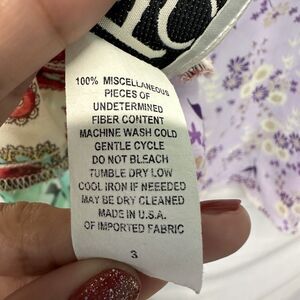 IC
100% MISCELLANEOUS
PIECES OF
UNDETERMINED
FIBER CONTENT
MACHINE WASH COLD
GENTLE CYCLE
DO NOT BLEACH
TUMBLE DRY LOW
COOL IRON IF NEEEDED
MAY BE DRY CLEANED
MADE IN U.S.A.
OF IMPORTED FABRIC
3